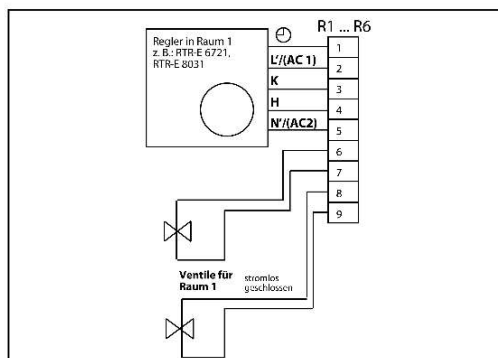 R1 ... R6
Regler in Raum 1
z. B.: RTR-E 6721,
RTR-E 8031
1
L'/(AC 1)
2
K
3
H
4
N'/(AC2)
5
6
7
8
9
Ventile für
Raum 1
stromlos
geschlossen